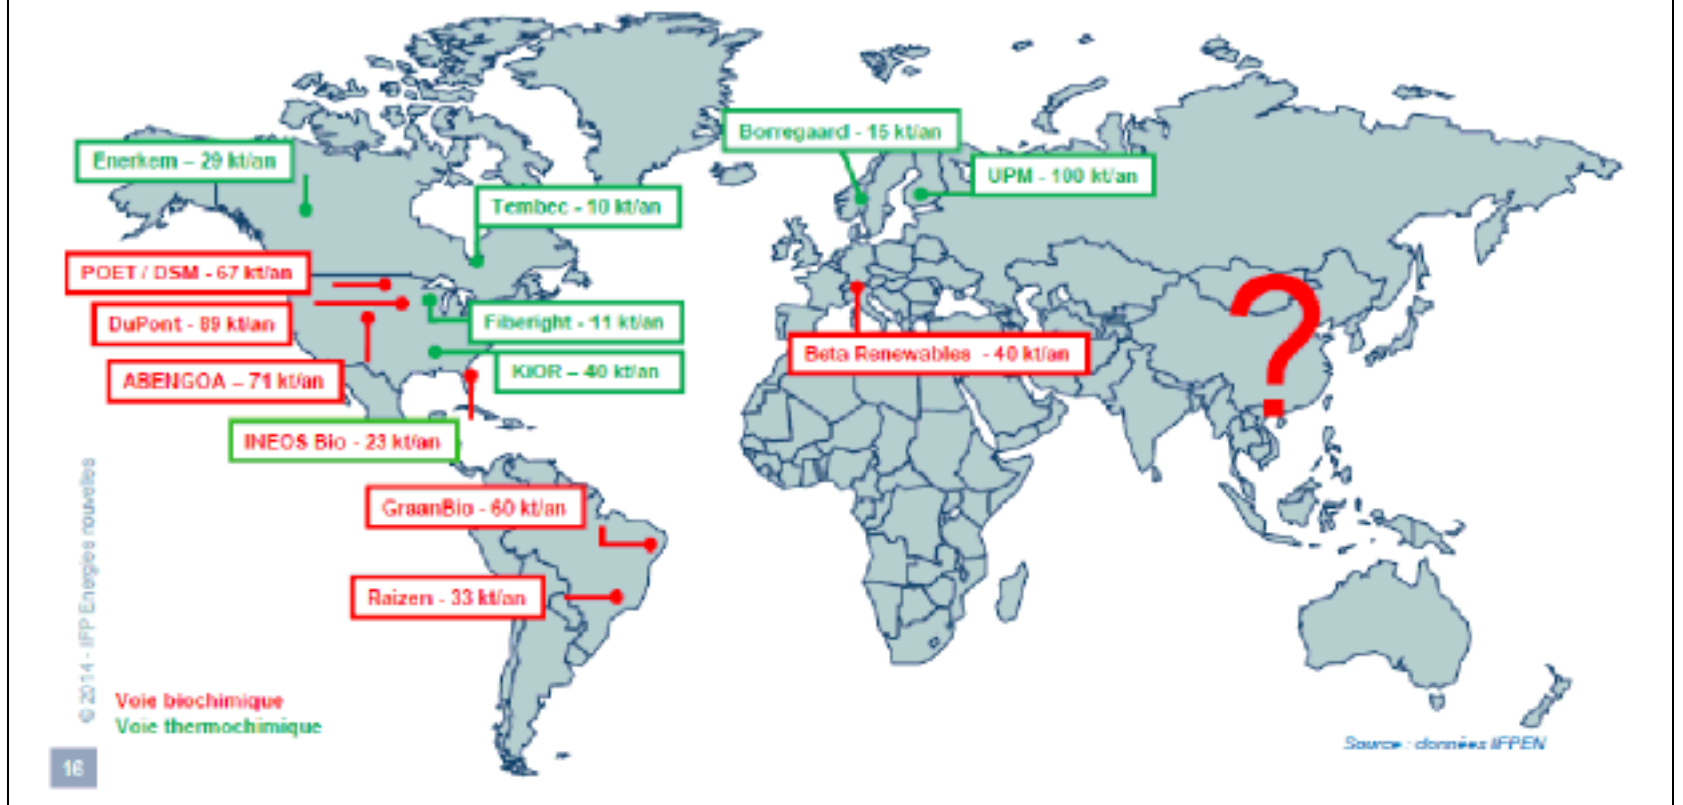 Borregaard - 15 kt/an
Enerkem – 29 kt/an
UPM - 100 kt/an
Tembec - 10 kt/an
POET / DSM - 67 kt/an
DuPont - 89 kt/an
Fiberight - 11 kt/an
Beta Renewables - 40 kt/an
?
ABENGOA – 71 kt/an
KiOR – 40 kt/an
INEOS Bio - 23 kt/an
GraanBio - 60 kt/an
Raizen - 33 kt/an
© 2014 - IFP Energies nouvelles
Voie biochimique
Voie thermochimique
Source : données IFPEN
16